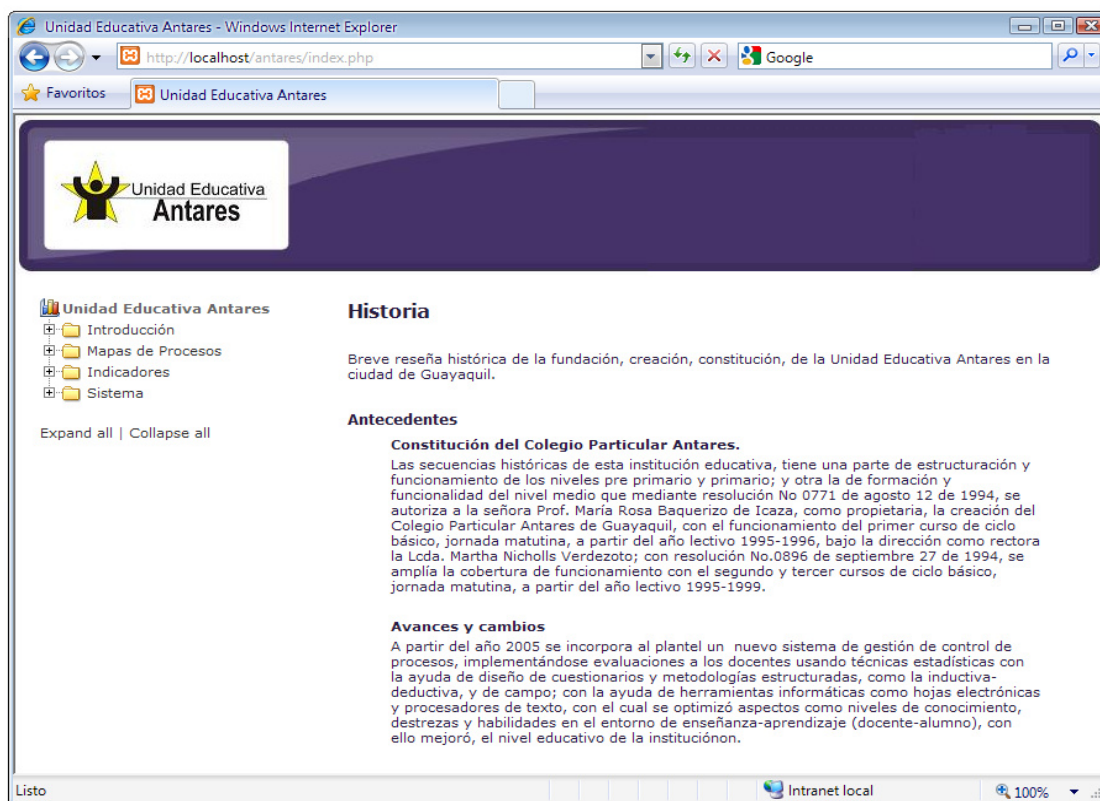 Unidad Educativa Antares - Windows Internet Explorer
http://localhost/antares/index.php
Google
Favoritos
Unidad Educativa Antares
Unidad Educativa
Antares
Unidad Educativa Antares
Introducción
Mapas de Procesos
Indicadores
Sistema
Expand all | Collapse all
Historia
Breve reseña histórica de la fundación, creación, constitución, de la Unidad Educativa Antares en la
ciudad de Guayaquil.
Antecedentes
Constitución del Colegio Particular Antares.
Las secuencias históricas de esta institución educativa, tiene una parte de estructuración y
funcionamiento de los niveles pre primario y primario; y otra la de formación y
funcionalidad del nivel medio que mediante resolución No 0771 de agosto 12 de 1994, se
autoriza a la señora Prof. María Rosa Baquerizo de Icaza, como propietaria, la creación del
Colegio Particular Antares de Guayaquil, con el funcionamiento del primer curso de ciclo
básico, jornada matutina, a partir del año lectivo 1995-1996, bajo la dirección como rectora
la Lcda. Martha Nicholls Verdezoto; con resolución No.0896 de septiembre 27 de 1994, se
amplía la cobertura de funcionamiento con el segundo y tercer cursos de ciclo básico,
jornada matutina, a partir del año lectivo 1995-1999.
Avances y cambios
A partir del año 2005 se incorpora al plantel un nuevo sistema de gestión de control de
procesos, implementándose evaluaciones a los docentes usando técnicas estadísticas con
la ayuda de diseño de cuestionarios y metodologías estructuradas, como la inductiva-
deductiva, y de campo; con la ayuda de herramientas informáticas como hojas electrónicas
y procesadores de texto, con el cual se optimizó aspectos como niveles de conocimiento,
destrezas y habilidades en el entorno de enseñanza-aprendizaje (docente-alumno), con
ello mejoró, el nivel educativo de la instituciónon.
Listo
Intranet local
100%